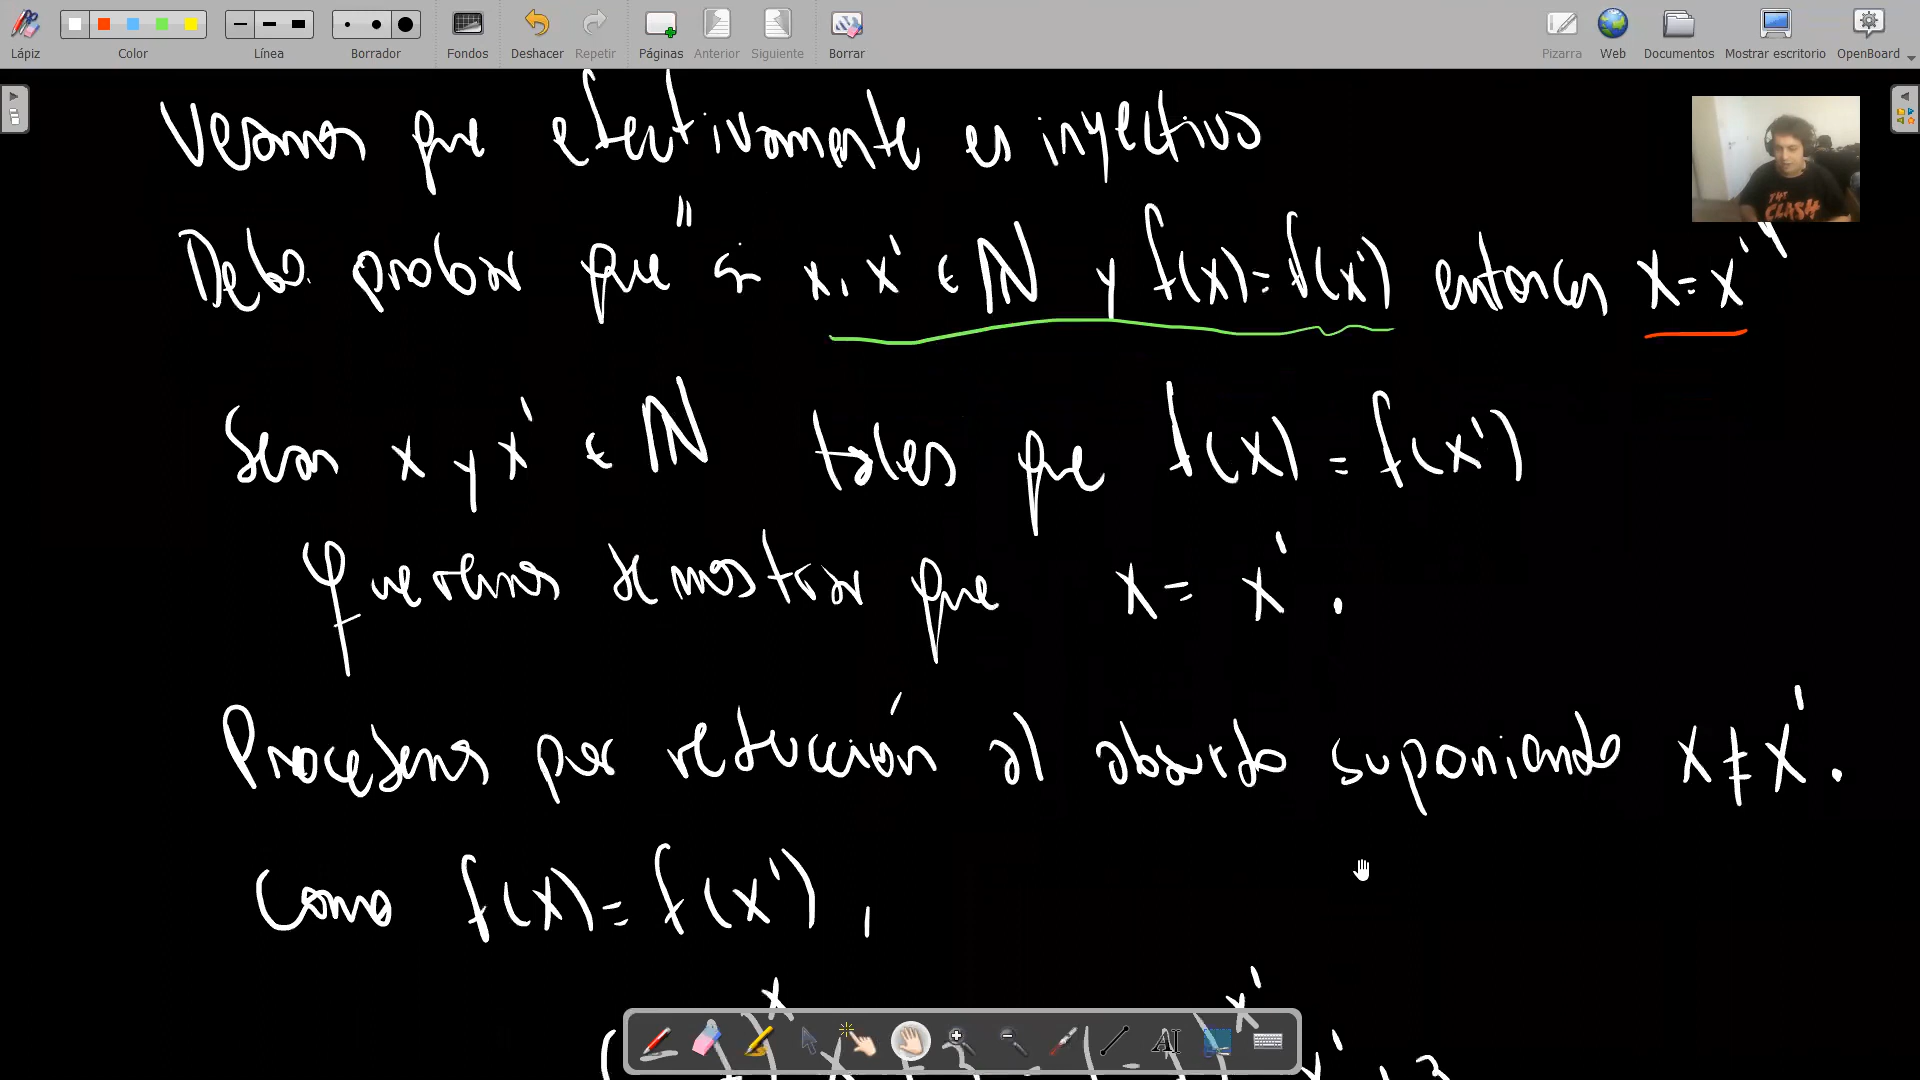 Lápiz Color Línea Borrador Fondos Deshacer Repetir Páginas Anterior Siguiente Borrar Pizarra Web Documentos Mostrar escritorio OpenBoard
Veamos que efectivamente es inyectiva
THE
CLASH
Debo probar que "si x, x' ∈ ℕ y f(x)=f(x') entonces x=x'"
Sean x y x' ∈ ℕ tales que f(x) = f(x')
Queremos demostrar que x = x'.
Procedemos por reducción al absurdo suponiendo x ≠ x'.
Como f(x)=f(x'),